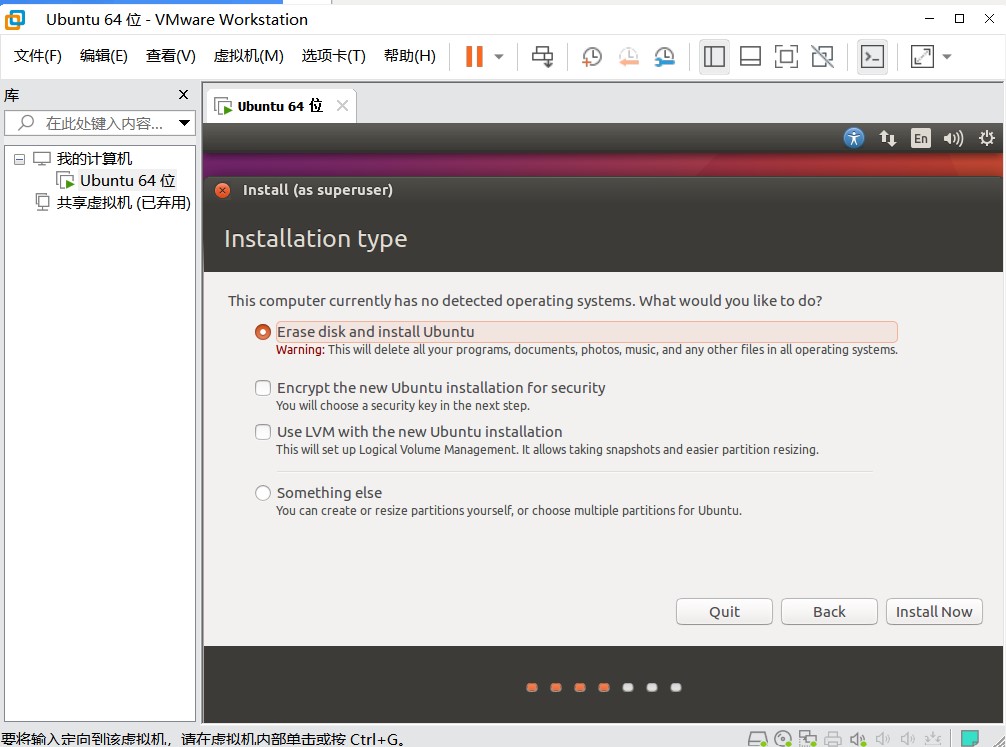 Ubuntu 64 位 - VMware Workstation
文件(F) 编辑(E) 查看(V) 虚拟机(M) 选项卡(T) 帮助(H)
库
在此处键入内容...
我的计算机
Ubuntu 64 位
共享虚拟机 (已弃用)
Ubuntu 64 位
En
Install (as superuser)
Installation type
This computer currently has no detected operating systems. What would you like to do?
Erase disk and install Ubuntu
Warning: This will delete all your programs, documents, photos, music, and any other files in all operating systems.
Encrypt the new Ubuntu installation for security
You will choose a security key in the next step.
Use LVM with the new Ubuntu installation
This will set up Logical Volume Management. It allows taking snapshots and easier partition resizing.
Something else
You can create or resize partitions yourself, or choose multiple partitions for Ubuntu.
Quit Back Install Now
要将输入定向到该虚拟机，请在虚拟机内部单击或按 Ctrl+G。